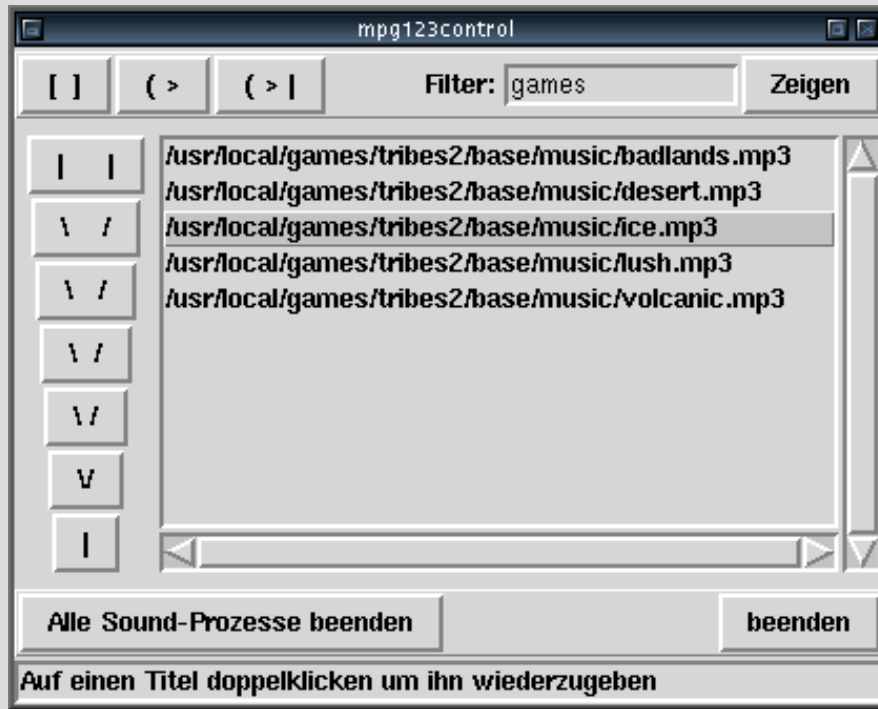 mpg123control
[ ] ( > ( > | Filter: games Zeigen
| |
\ /
\ /
\ /
\ /
\/
|
/usr/local/games/tribes2/base/music/badlands.mp3
/usr/local/games/tribes2/base/music/desert.mp3
/usr/local/games/tribes2/base/music/ice.mp3
/usr/local/games/tribes2/base/music/lush.mp3
/usr/local/games/tribes2/base/music/volcanic.mp3
Alle Sound-Prozesse beenden beenden
Auf einen Titel doppelklicken um ihn wiederzugeben